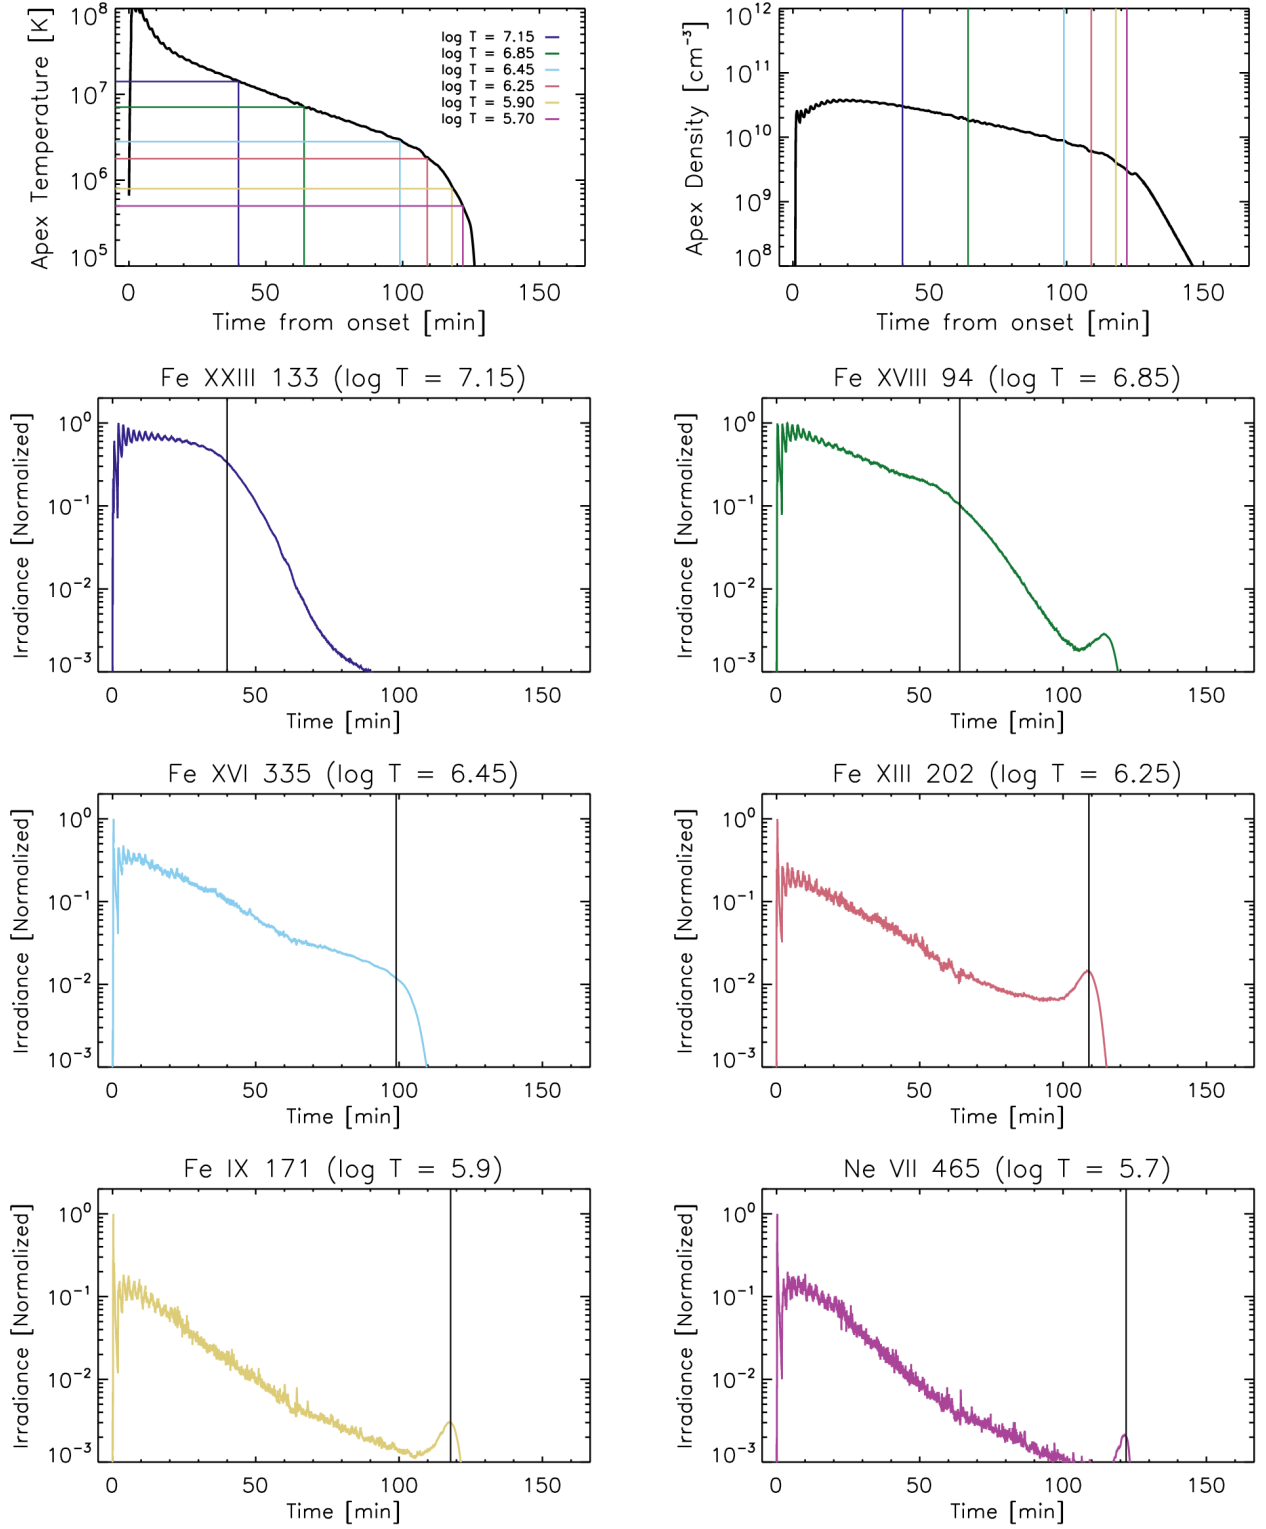 Apex Temperature [K]
10⁸
10⁷
10⁶
10⁵
log T = 7.15
log T = 6.85
log T = 6.45
log T = 6.25
log T = 5.90
log T = 5.70
0 50 100 150
Time from onset [min]
Apex Density [cm⁻³]
10¹²
10¹¹
10¹⁰
10⁹
10⁸
0 50 100 150
Time from onset [min]
Fe XXIII 133 (log T = 7.15)
Irradiance [Normalized]
10⁰
10⁻¹
10⁻²
10⁻³
0 50 100 150
Time [min]
Fe XVIII 94 (log T = 6.85)
Irradiance [Normalized]
10⁰
10⁻¹
10⁻²
10⁻³
0 50 100 150
Time [min]
Fe XVI 335 (log T = 6.45)
Irradiance [Normalized]
10⁰
10⁻¹
10⁻²
10⁻³
0 50 100 150
Time [min]
Fe XIII 202 (log T = 6.25)
Irradiance [Normalized]
10⁰
10⁻¹
10⁻²
10⁻³
0 50 100 150
Time [min]
Fe IX 171 (log T = 5.9)
Irradiance [Normalized]
10⁰
10⁻¹
10⁻²
10⁻³
0 50 100 150
Time [min]
Ne VII 465 (log T = 5.7)
Irradiance [Normalized]
10⁰
10⁻¹
10⁻²
10⁻³
0 50 100 150
Time [min]